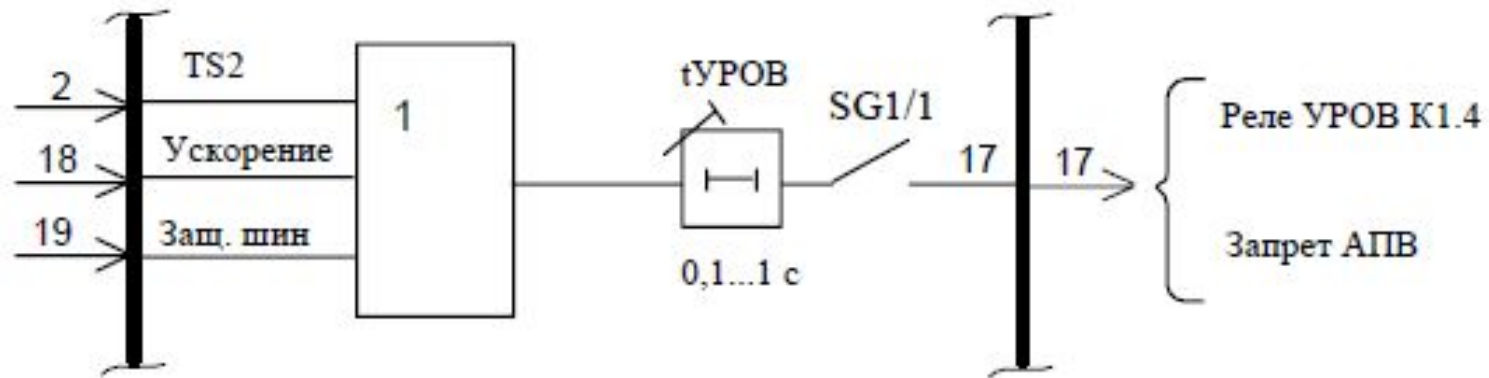 2
TS2
1
18
Ускорение
19
Защ. шин
tУРОВ
0,1...1 с
SG1/1
17
17
Реле УРОВ К1.4
Запрет АПВ